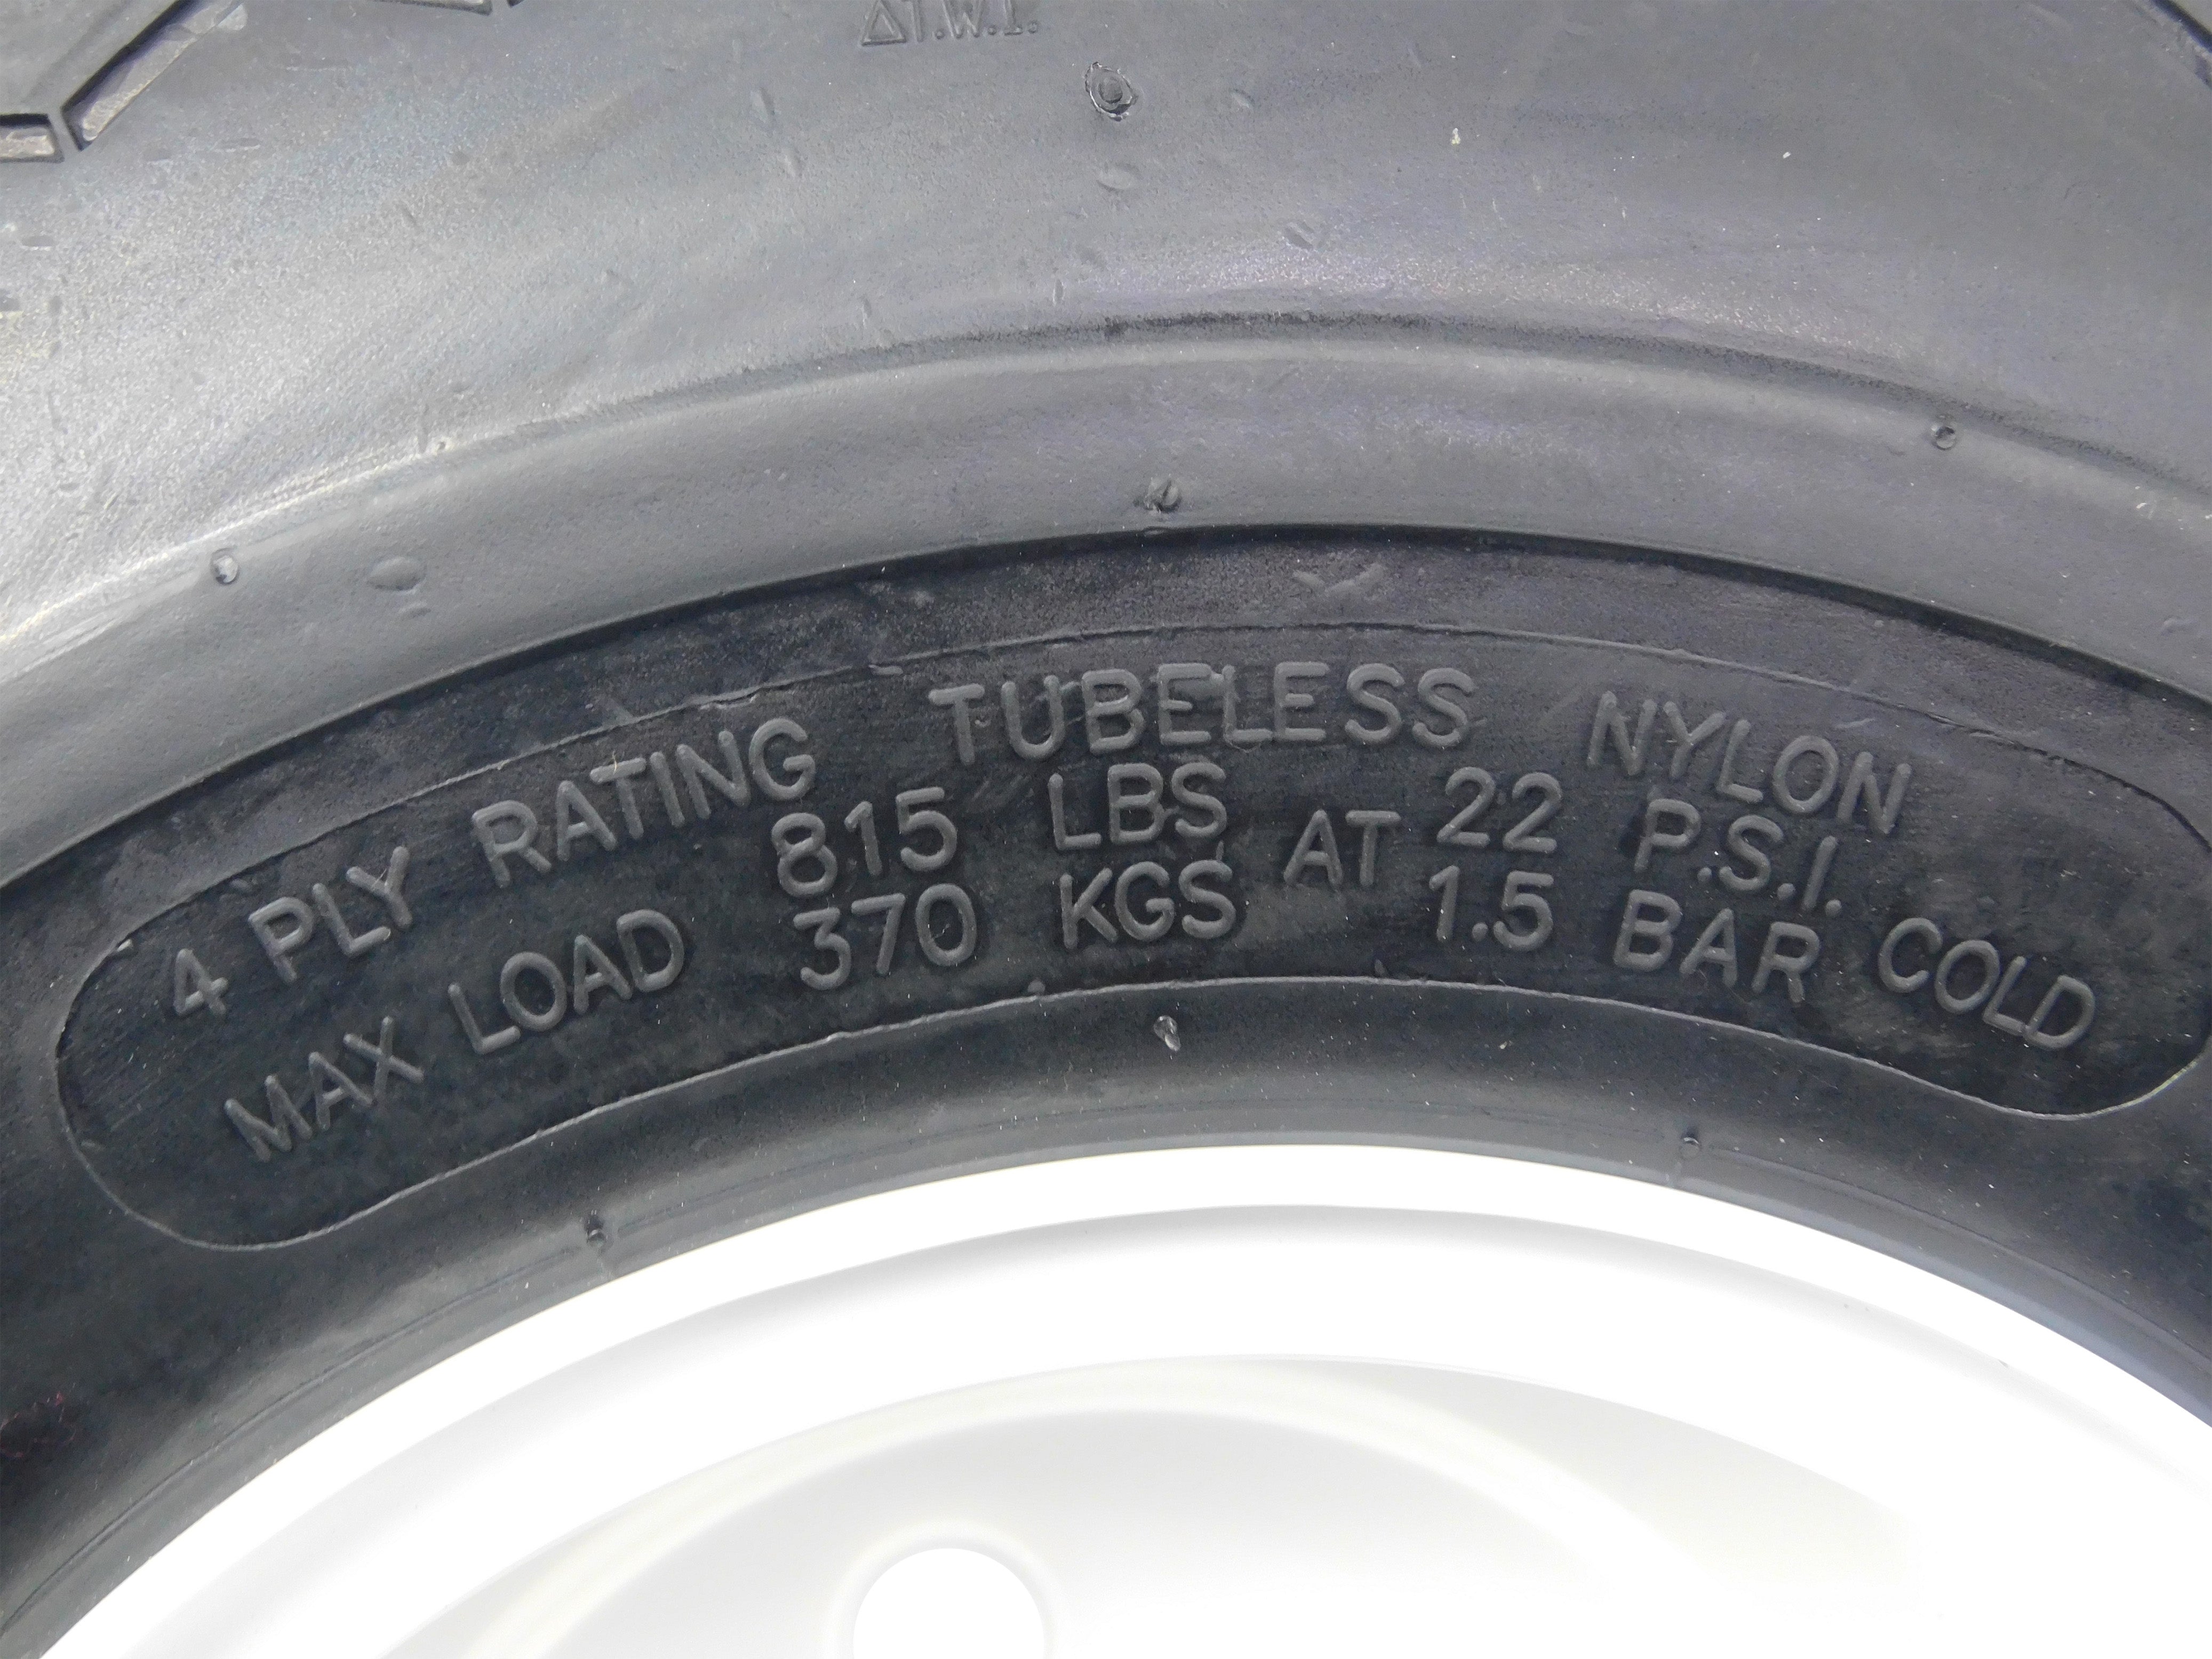 △T.W.I.
4 PLY RATING TUBELESS NYLON
MAX LOAD 815 LBS AT 22 P.S.I. COLD
370 KGS 1.5 BAR